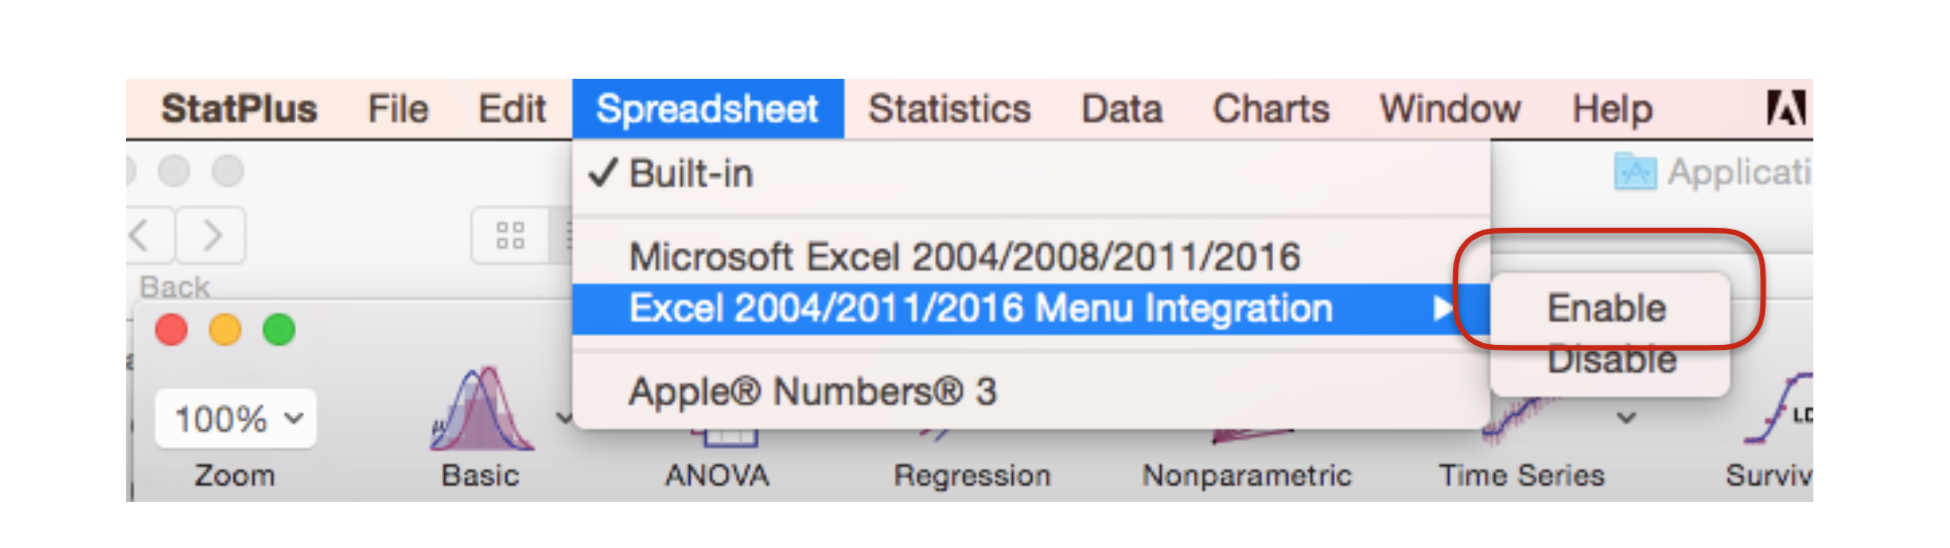 StatPlus File Edit Spreadsheet Statistics Data Charts Window Help
✓ Built-in
Applicati
Microsoft Excel 2004/2008/2011/2016
Back
Excel 2004/2011/2016 Menu Integration ▶ Enable
Disable
Apple® Numbers® 3
100%
μ
LD
Zoom Basic ANOVA Regression Nonparametric Time Series Surviv